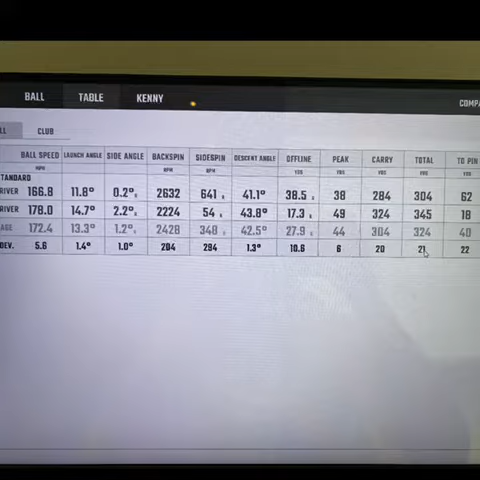 BALL TABLE KENNY COMPA
LL CLUB
BALL SPEED LAUNCH ANGLE SIDE ANGLE BACKSPIN SIDESPIN DESCENT ANGLE OFFLINE PEAK CARRY TOTAL TO PIN
MPH RPM RPM YDS YDS YDS YDS YDS
TANDARD
RIVER 166.8 11.8° 0.2° 2632 641 41.1° 38.5 38 284 304 62
RIVER 178.0 14.7° 2.2° 2224 54 43.8° 17.3 49 324 345 18
AGE 172.4 13.3° 1.2° 2428 348 42.5° 27.9 44 304 324 40
DEV. 5.6 1.4° 1.0° 204 294 1.3° 10.6 6 20 21 22